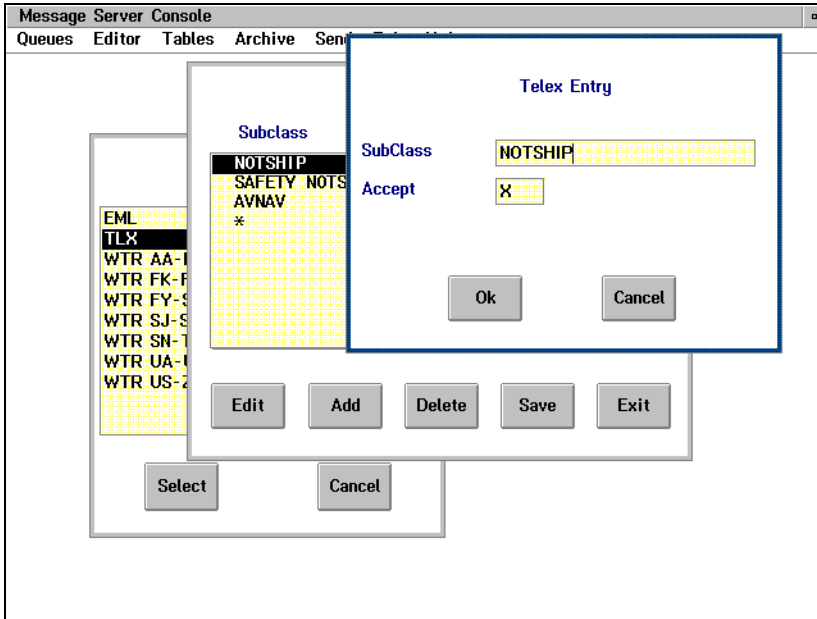 Message Server Console
Queues Editor Tables Archive
Telex Entry
SubClass NOTSHIP
Accept X
Ok Cancel
Subclass
NOTSHIP
SAFETY NOTS
AVNAV
*
Edit Add Delete Save Exit
EML
TLX
WTR AA-
WTR FK-F
WTR FY-S
WTR SJ-S
WTR SN-T
WTR UA-U
WTR US-Z
Select Cancel